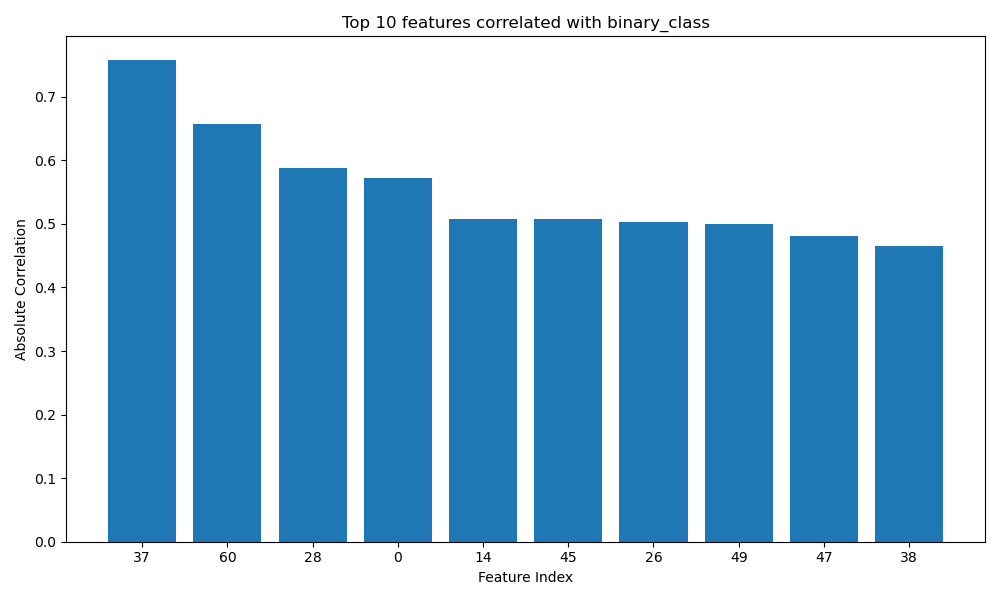 Top 10 features correlated with binary_class
Absolute Correlation
0.7
0.6
0.5
0.4
0.3
0.2
0.1
0.0
37 60 28 0 14 45 26 49 47 38
Feature Index